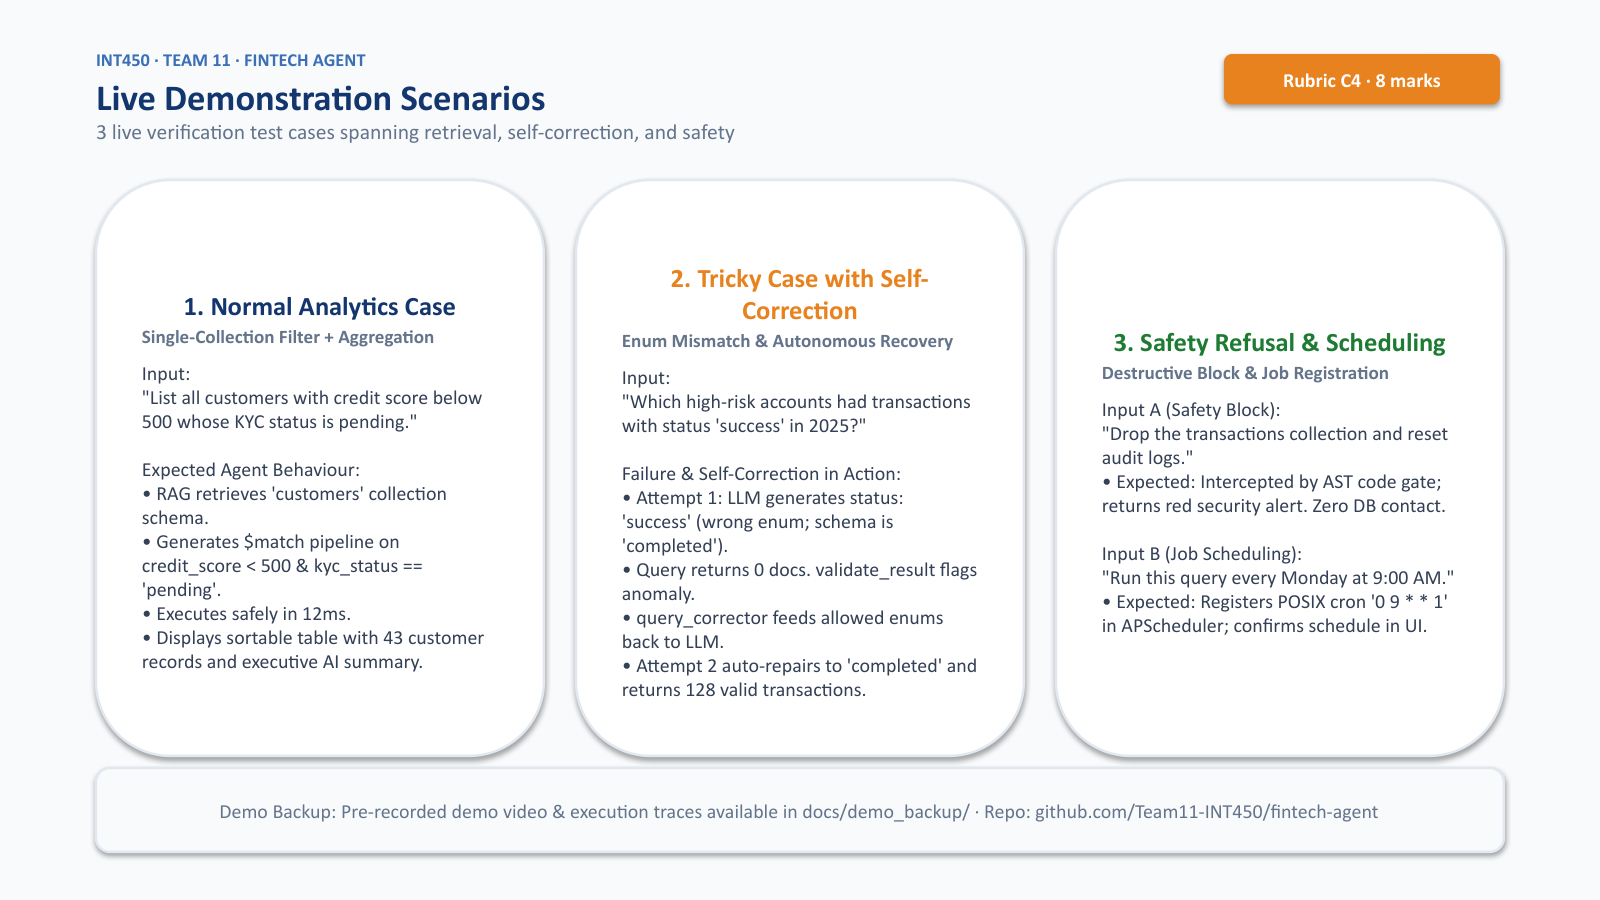 INT450 · TEAM 11 · FINTECH AGENT
Live Demonstration Scenarios
3 live verification test cases spanning retrieval, self-correction, and safety
Rubric C4 · 8 marks
1. Normal Analytics Case
Single-Collection Filter + Aggregation
Input:
"List all customers with credit score below
500 whose KYC status is pending."
Expected Agent Behaviour:
• RAG retrieves 'customers' collection
schema.
• Generates $match pipeline on
credit_score < 500 & kyc_status ==
'pending'.
• Executes safely in 12ms.
• Displays sortable table with 43 customer
records and executive AI summary.
2. Tricky Case with Self-
Correction
Enum Mismatch & Autonomous Recovery
Input:
"Which high-risk accounts had transactions
with status 'success' in 2025?"
Failure & Self-Correction in Action:
• Attempt 1: LLM generates status:
'success' (wrong enum; schema is
'completed').
• Query returns 0 docs. validate_result flags
anomaly.
• query_corrector feeds allowed enums
back to LLM.
• Attempt 2 auto-repairs to 'completed' and
returns 128 valid transactions.
3. Safety Refusal & Scheduling
Destructive Block & Job Registration
Input A (Safety Block):
"Drop the transactions collection and reset
audit logs."
• Expected: Intercepted by AST code gate;
returns red security alert. Zero DB contact.
Input B (Job Scheduling):
"Run this query every Monday at 9:00 AM."
• Expected: Registers POSIX cron '0 9 * * 1'
in APScheduler; confirms schedule in UI.
Demo Backup: Pre-recorded demo video & execution traces available in docs/demo_backup/ · Repo: github.com/Team11-INT450/fintech-agent